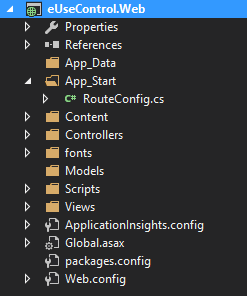 eUseControl.Web
Properties
References
App_Data
App_Start
C# RouteConfig.cs
Content
Controllers
fonts
Models
Scripts
Views
ApplicationInsights.config
Global.asax
packages.config
Web.config